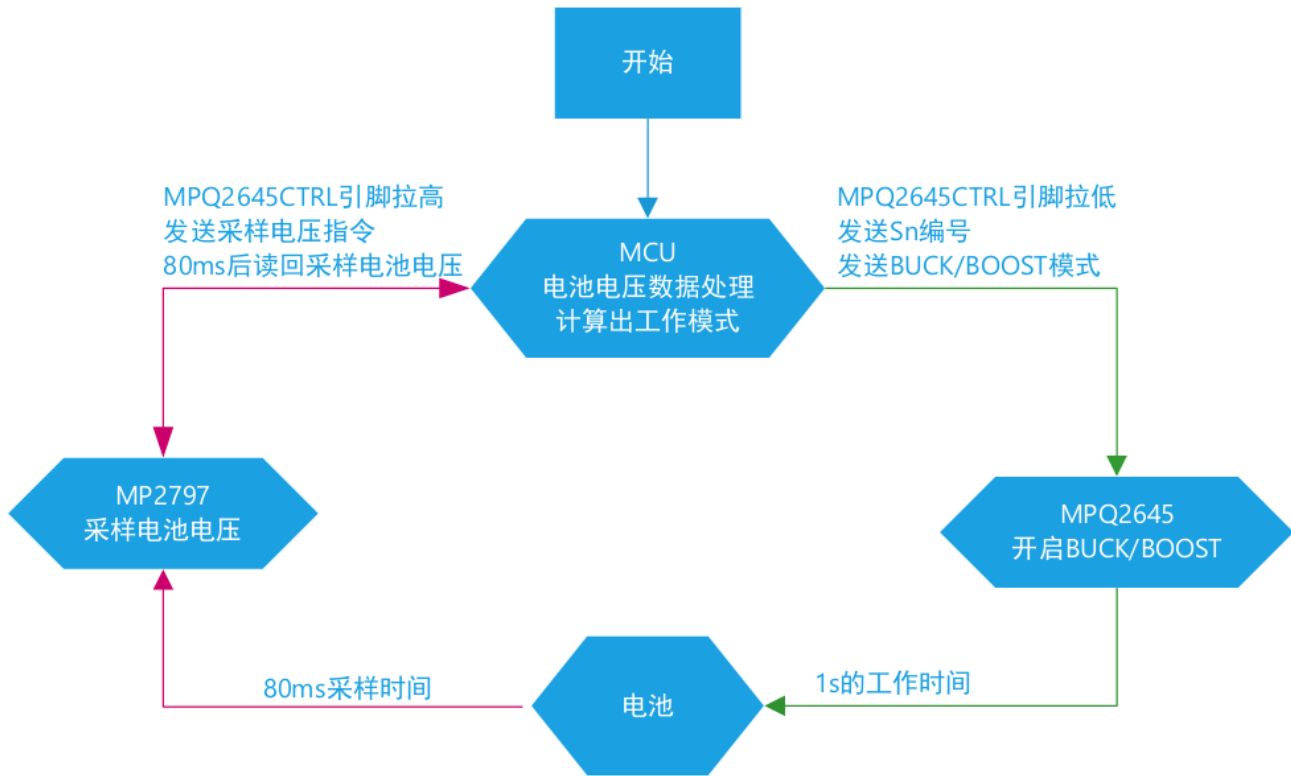 开始
MPQ2645CTRL引脚拉高
发送采样电压指令
80ms后读回采样电池电压
MCU
电池电压数据处理
计算出工作模式
MPQ2645CTRL引脚拉低
发送Sn编号
发送BUCK/BOOST模式
MP2797
采样电池电压
MPQ2645
开启BUCK/BOOST
80ms采样时间
电池
1s的工作时间